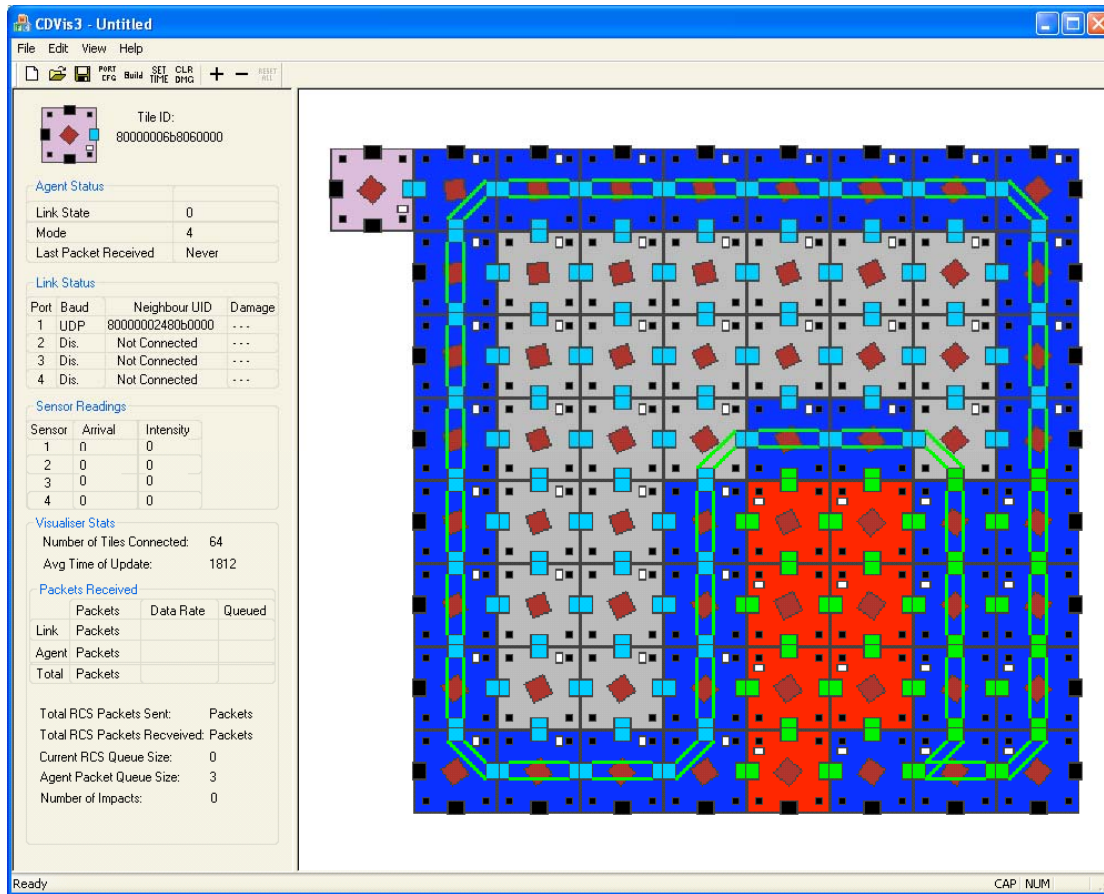 CDVis3 - Untitled
File Edit View Help
PORT CFG Build SET TIME CLR DMG + - RESET ALL
Tile ID:
80000006b8060000
Agent Status
Link State 0
Mode 4
Last Packet Received Never
Link Status
Port Baud Neighbour UID Damage
1 UDP 80000002480b0000 ---
2 Dis. Not Connected ---
3 Dis. Not Connected ---
4 Dis. Not Connected ---
Sensor Readings
Sensor Arrival Intensity
1 0 0
2 0 0
3 0 0
4 0 0
Visualiser Stats
Number of Tiles Connected: 64
Avg Time of Update: 1812
Packets Received
Packets Data Rate Queued
Link Packets
Agent Packets
Total Packets
Total RCS Packets Sent: Packets
Total RCS Packets Recveived: Packets
Current RCS Queue Size: 0
Agent Packet Queue Size: 3
Number of Impacts: 0
Ready CAP NUM